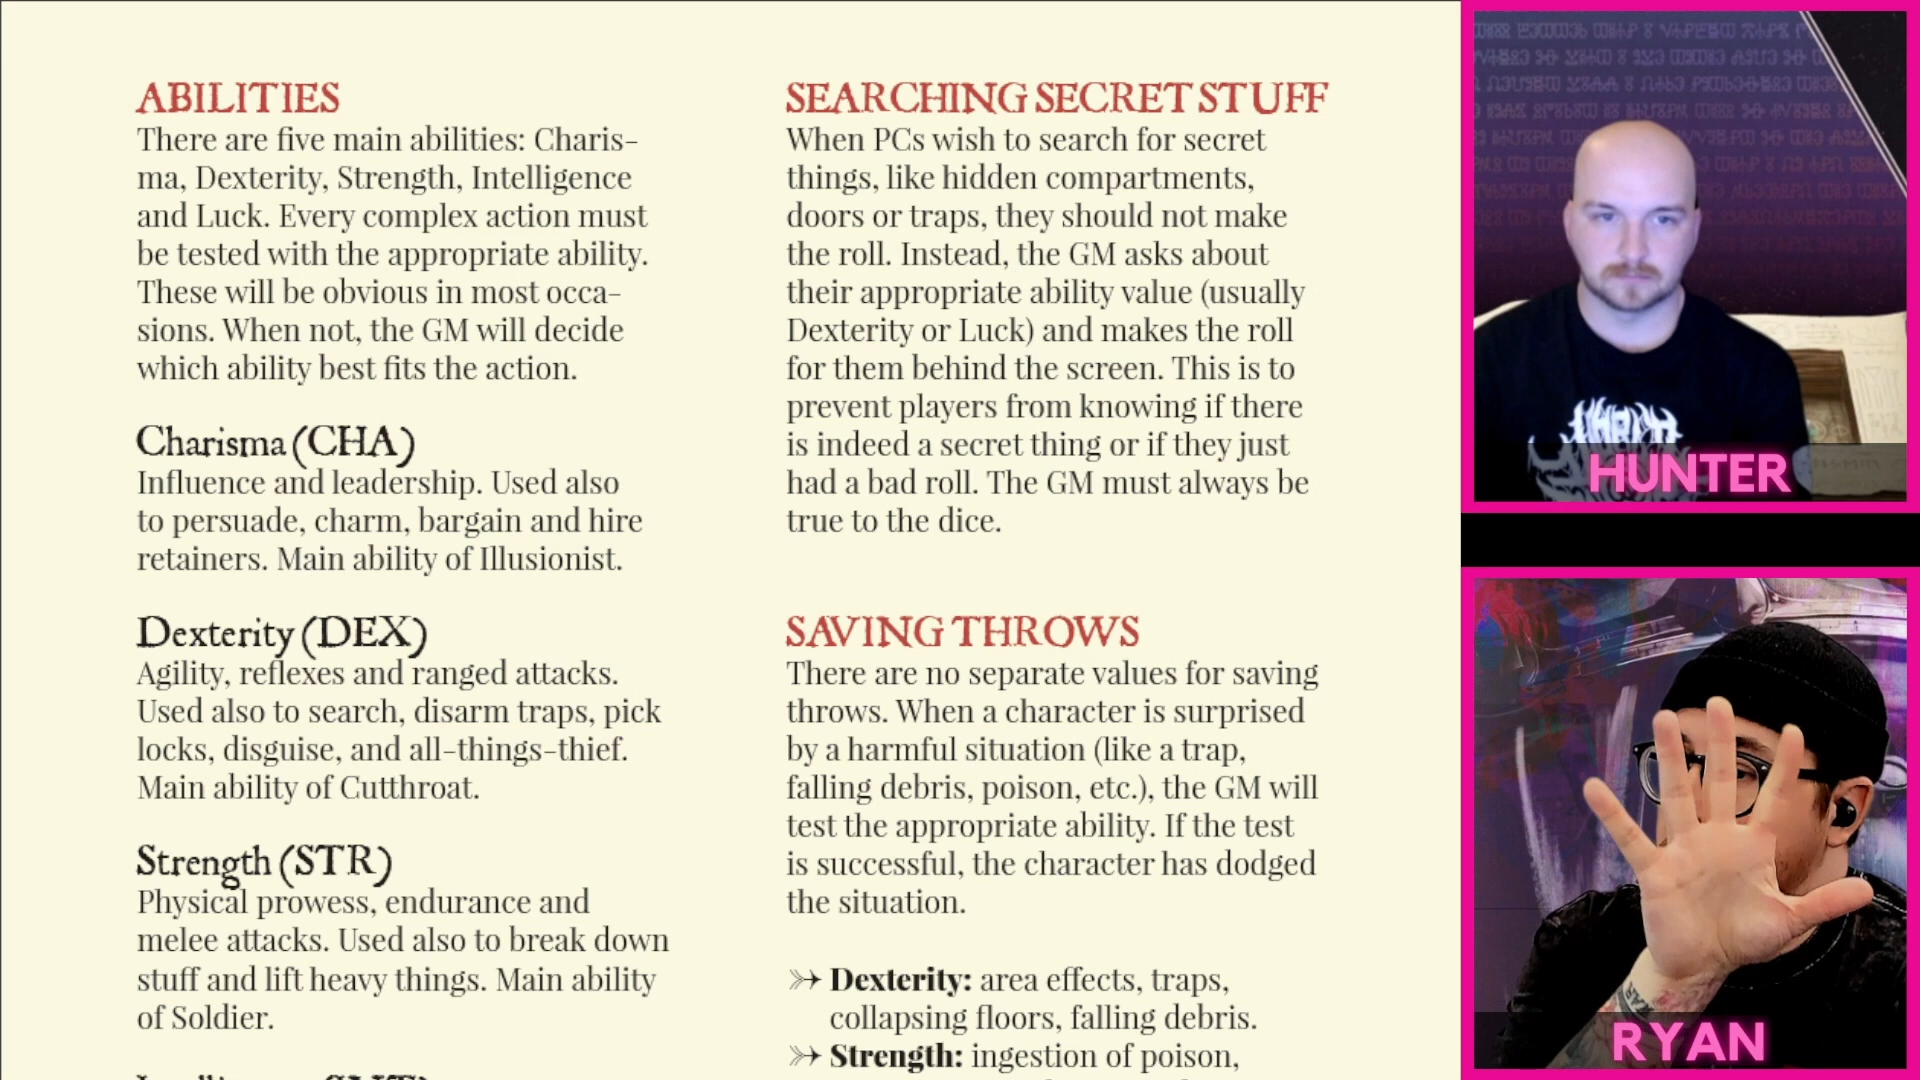 ABILITIES
There are five main abilities: Charis-
ma, Dexterity, Strength, Intelligence
and Luck. Every complex action must
be tested with the appropriate ability.
These will be obvious in most occa-
sions. When not, the GM will decide
which ability best fits the action.
Charisma (CHA)
Influence and leadership. Used also
to persuade, charm, bargain and hire
retainers. Main ability of Illusionist.
Dexterity (DEX)
Agility, reflexes and ranged attacks.
Used also to search, disarm traps, pick
locks, disguise, and all-things-thief.
Main ability of Cutthroat.
Strength (STR)
Physical prowess, endurance and
melee attacks. Used also to break down
stuff and lift heavy things. Main ability
of Soldier.
SEARCHING SECRET STUFF
When PCs wish to search for secret
things, like hidden compartments,
doors or traps, they should not make
the roll. Instead, the GM asks about
their appropriate ability value (usually
Dexterity or Luck) and makes the roll
for them behind the screen. This is to
prevent players from knowing if there
is indeed a secret thing or if they just
had a bad roll. The GM must always be
true to the dice.
SAVING THROWS
There are no separate values for saving
throws. When a character is surprised
by a harmful situation (like a trap,
falling debris, poison, etc.), the GM will
test the appropriate ability. If the test
is successful, the character has dodged
the situation.
Dexterity: area effects, traps,
collapsing floors, falling debris.
Strength: ingestion of poison,
HUNTER
RYAN